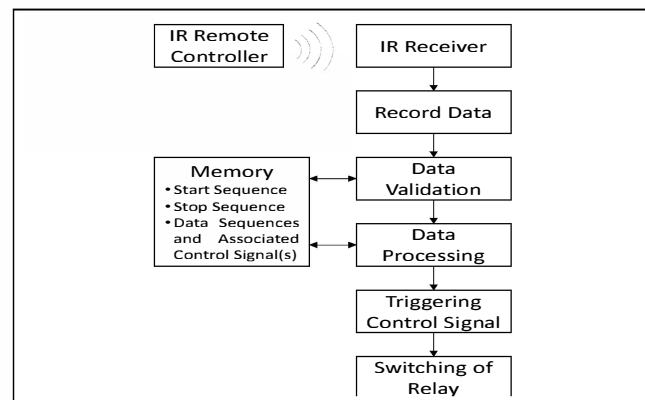 IR Remote
Controller
IR Receiver
Record Data
Memory
• Start Sequence
• Stop Sequence
• Data Sequences
and Associated
Control Signal(s)
Data
Validation
Data
Processing
Triggering
Control Signal
Switching of
Relay